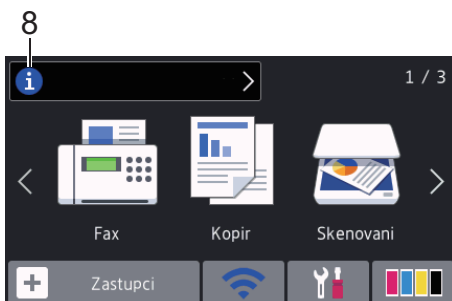 8
i
1 / 3
Fax
Kopir
Skenovani
Zastupci